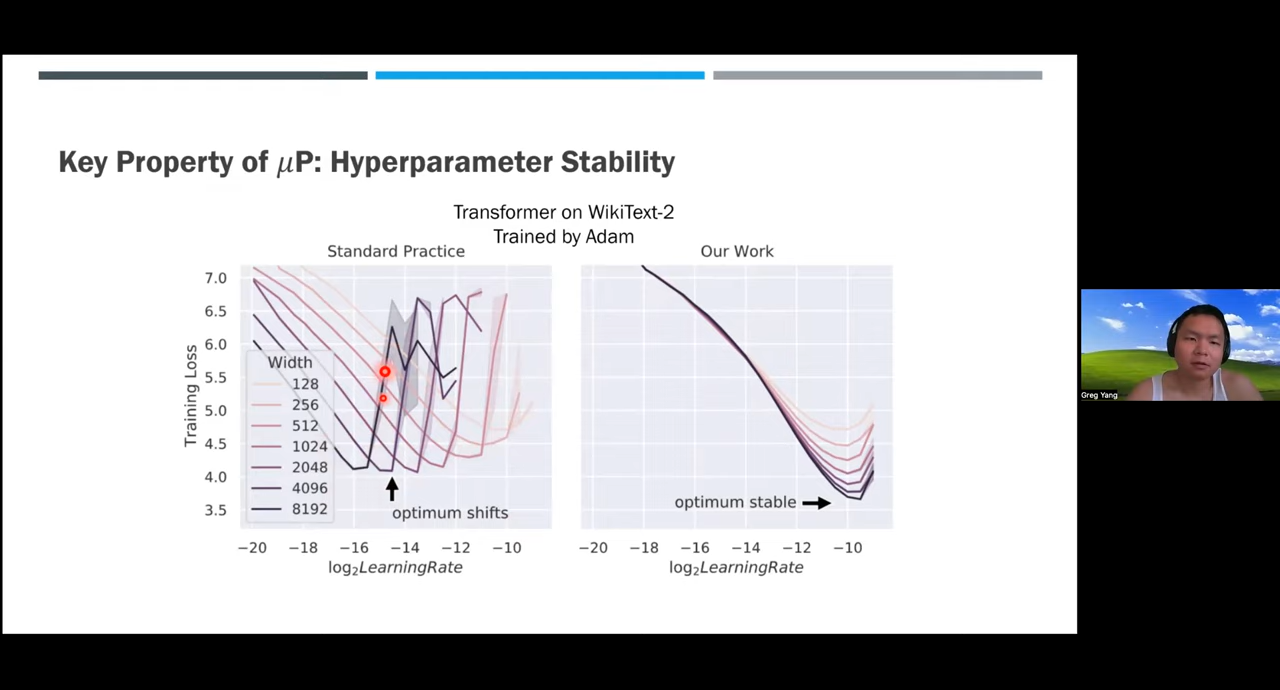 Key Property of μP: Hyperparameter Stability
Transformer on WikiText-2
Trained by Adam
Standard Practice
Our Work
Training Loss
7.0
6.5
6.0
5.5
5.0
4.5
4.0
3.5
Width
128
256
512
1024
2048
4096
8192
optimum shifts
optimum stable
−20 −18 −16 −14 −12 −10
log₂LearningRate
−20 −18 −16 −14 −12 −10
log₂LearningRate
Greg Yang